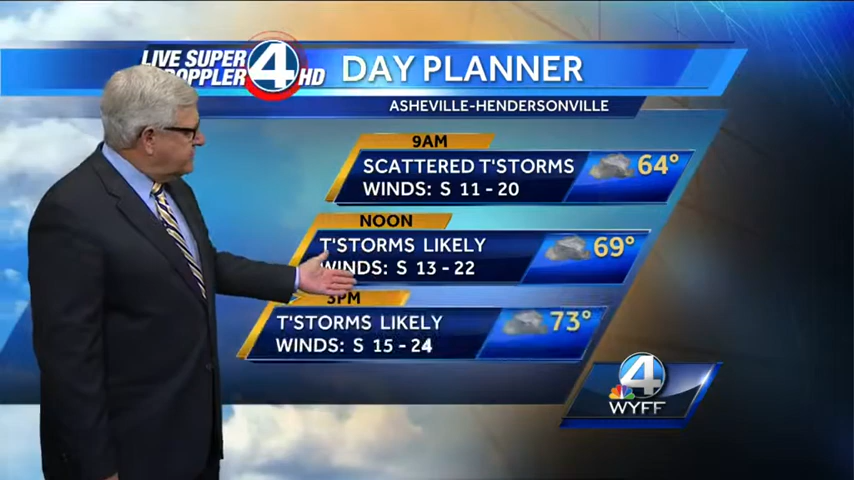 LIVE SUPER
DOPPLER 4 HD
DAY PLANNER
ASHEVILLE-HENDERSONVILLE
9AM
SCATTERED T'STORMS
WINDS: S 11 - 20
64°
NOON
T'STORMS LIKELY
WINDS: S 13 - 22
69°
3PM
T'STORMS LIKELY
WINDS: S 15 - 24
73°
4
WYFF